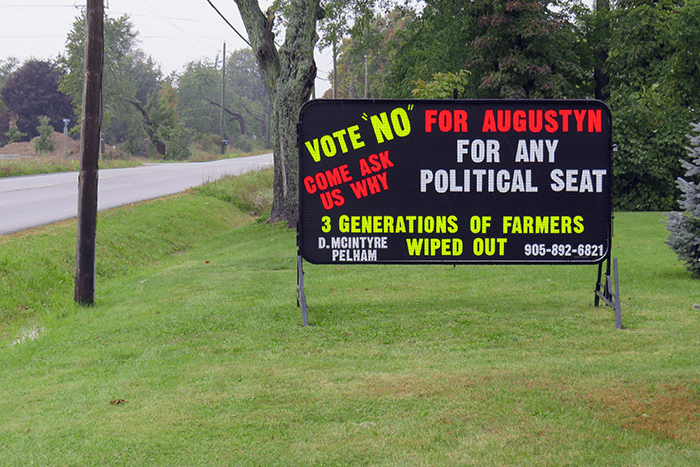 VOTE "NO" FOR AUGUSTYN
COME ASK US WHY
FOR ANY
POLITICAL SEAT
3 GENERATIONS OF FARMERS
D. MCINTYRE
PELHAM
WIPED OUT
905-892-6821